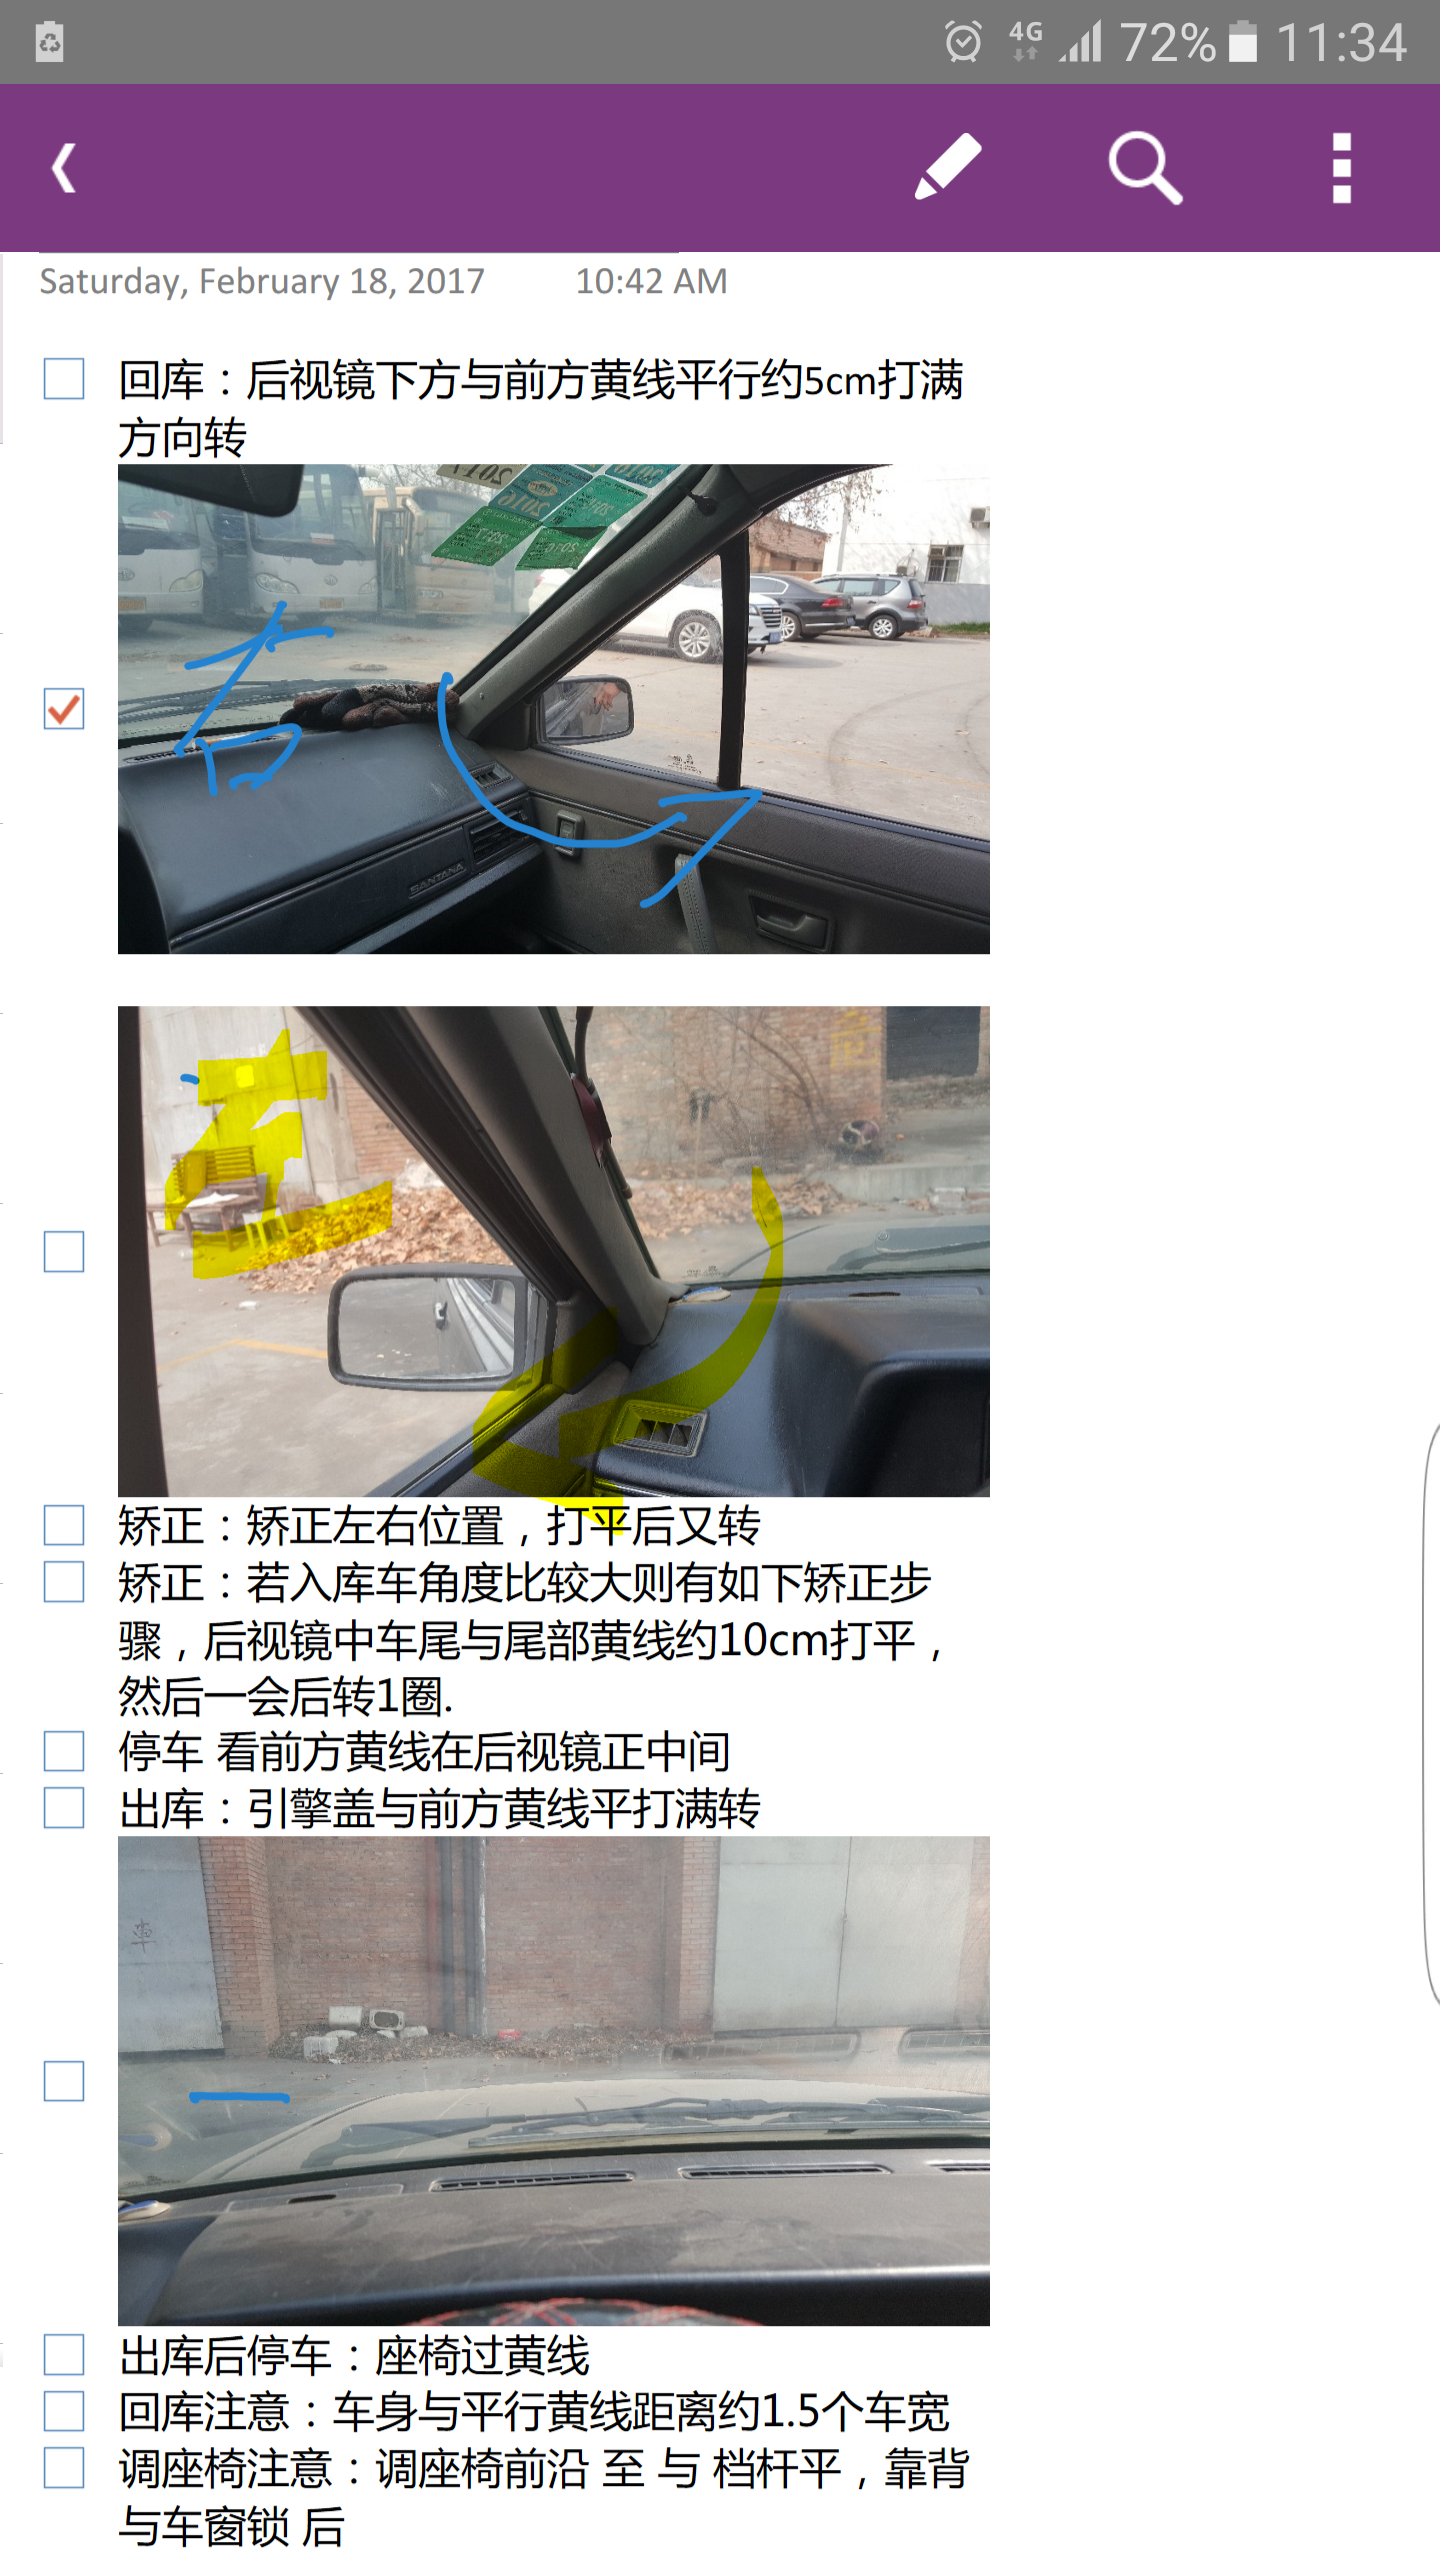 4G 72% 11:34
Saturday, February 18, 2017 10:42 AM
回库：后视镜下方与前方黄线平行约5cm打满
方向转
2016
右
SANTANA
左
矫正：矫正左右位置，打平后又转
矫正：若入库车角度比较大则有如下矫正步
骤，后视镜中车尾与尾部黄线约10cm打平，
然后一会后转1圈.
停车 看前方黄线在后视镜正中间
出库：引擎盖与前方黄线平打满转
車
出库后停车：座椅过黄线
回库注意：车身与平行黄线距离约1.5个车宽
调座椅注意：调座椅前沿 至 与 档杆平，靠背
与车窗锁 后